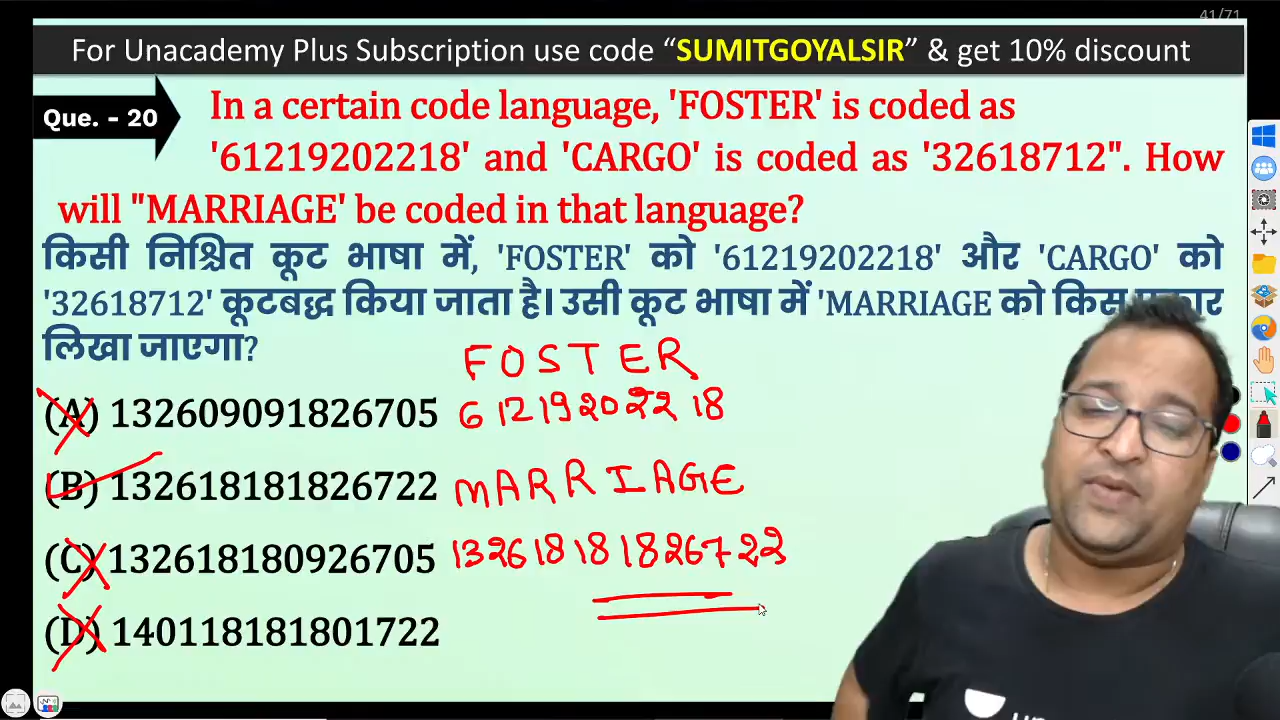 41/71
For Unacademy Plus Subscription use code “SUMITGOYALSIR” & get 10% discount
Que. - 20
In a certain code language, 'FOSTER' is coded as
'61219202218' and 'CARGO' is coded as '32618712". How
will "MARRIAGE' be coded in that language?
किसी निश्चित कूट भाषा में, 'FOSTER' को '61219202218' और 'CARGO' को
'32618712' कूटबद्ध किया जाता है। उसी कूट भाषा में 'MARRIAGE को किस
लिखा जाएगा?
FOSTER
(A) 132609091826705
6 12 19 20 22 18
(B) 132618181826722
MARRIAGE
(C) 132618180926705
13 26 18 18 18 26 7 22
(D) 140118181801722